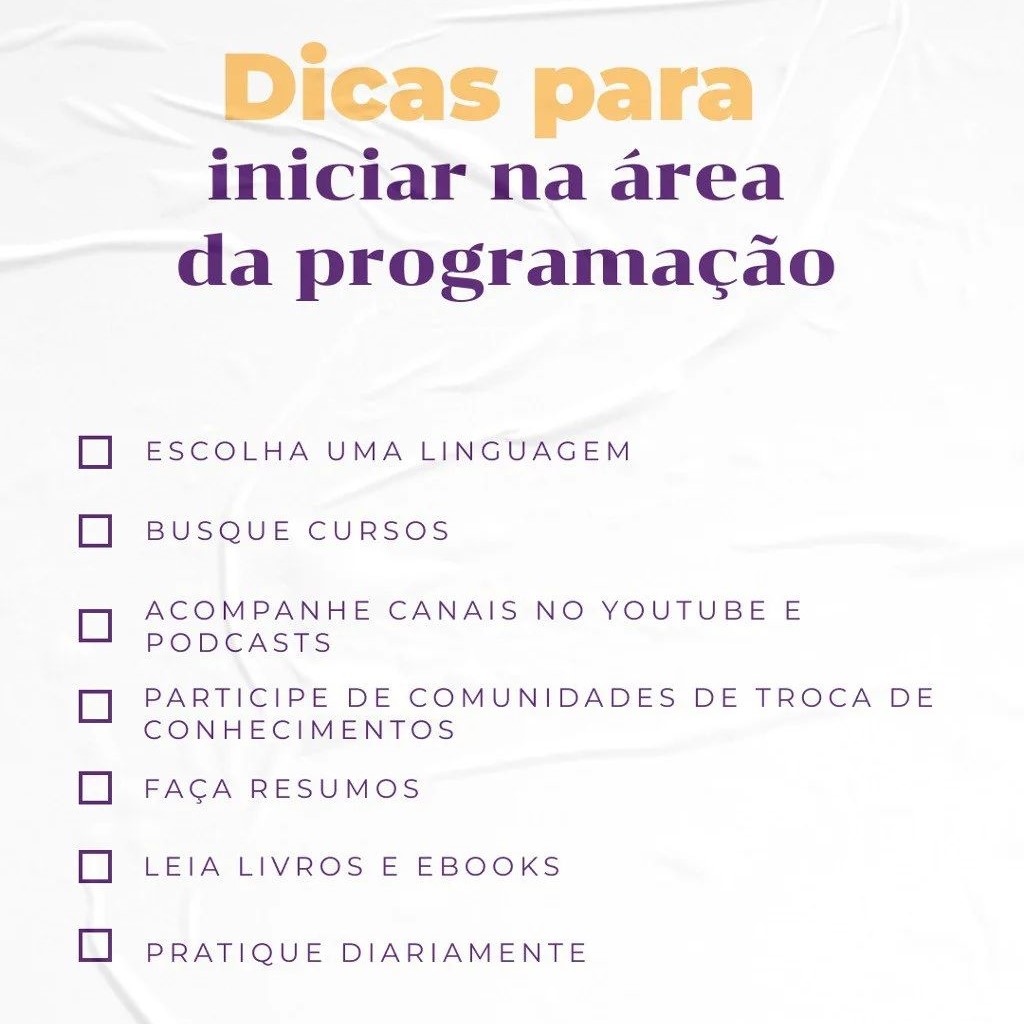 Dicas para
iniciar na área
da programação
ESCOLHA UMA LINGUAGEM
BUSQUE CURSOS
ACOMPANHE CANAIS NO YOUTUBE E
PODCASTS
PARTICIPE DE COMUNIDADES DE TROCA DE
CONHECIMENTOS
FAÇA RESUMOS
LEIA LIVROS E EBOOKS
PRATIQUE DIARIAMENTE